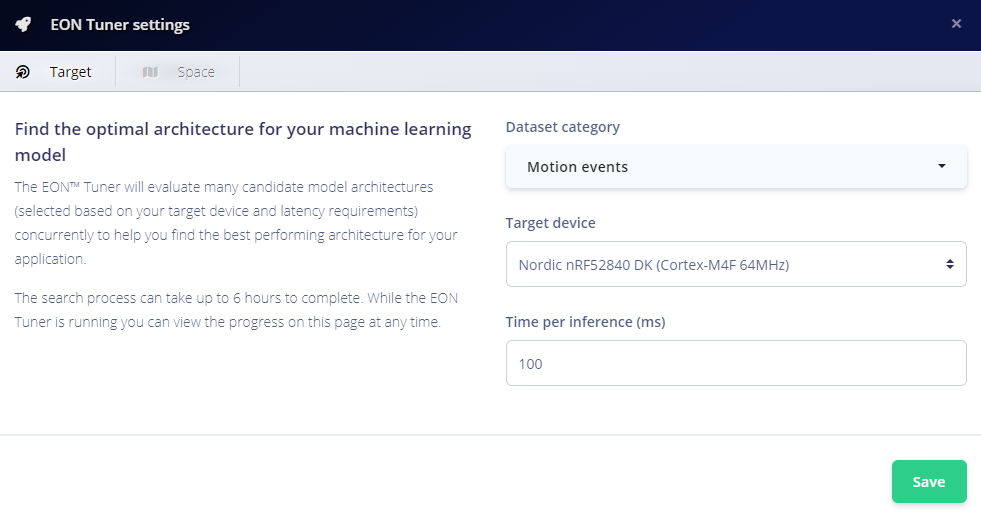 EON Tuner settings
×
Target
Space
Find the optimal architecture for your machine learning
model
The EON™ Tuner will evaluate many candidate model architectures
(selected based on your target device and latency requirements)
concurrently to help you find the best performing architecture for your
application.
The search process can take up to 6 hours to complete. While the EON
Tuner is running you can view the progress on this page at any time.
Dataset category
Motion events
Target device
Nordic nRF52840 DK (Cortex-M4F 64MHz)
Time per inference (ms)
100
Save